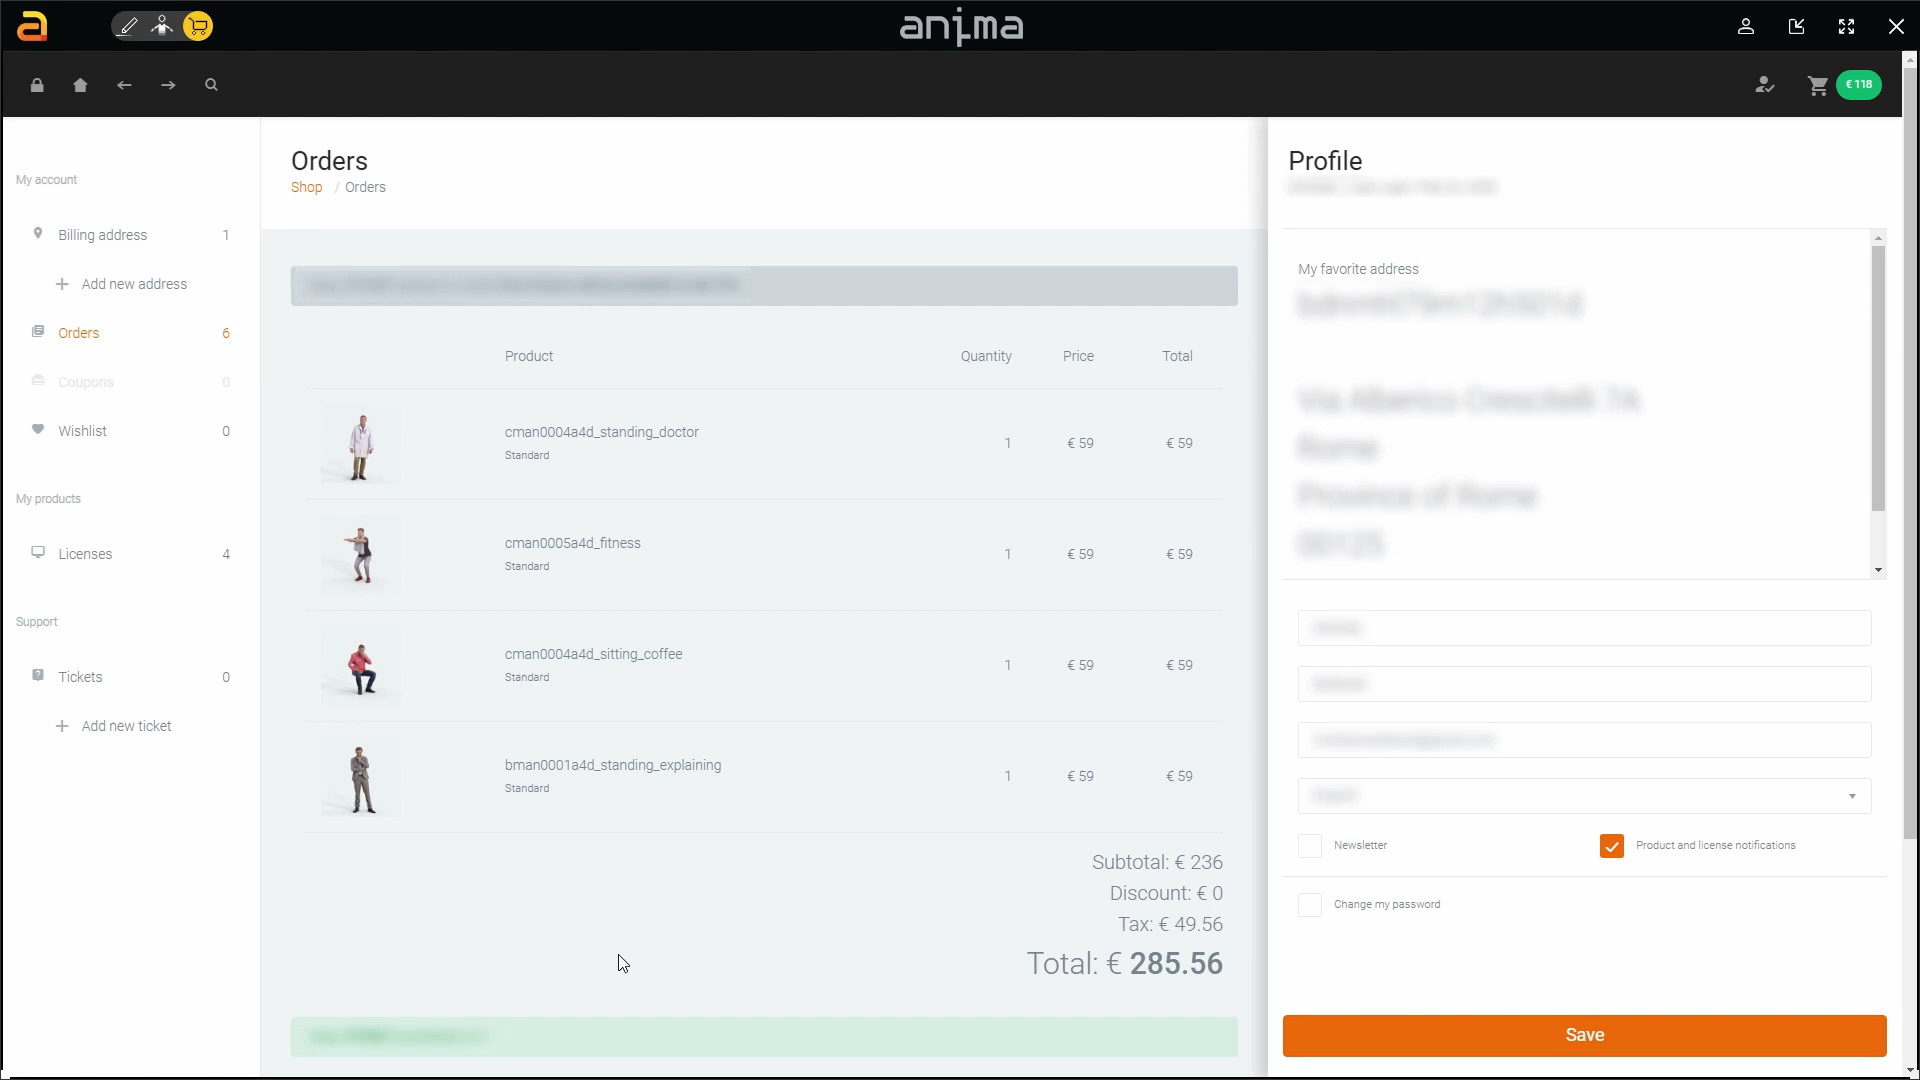 anima
€ 118
My account
Billing address 1
Add new address
Orders 6
Coupons 0
Wishlist 0
My products
Licenses 4
Support
Tickets 0
Add new ticket
Orders
Shop / Orders
Product Quantity Price Total
cman0004a4d_standing_doctor
Standard
1 € 59 € 59
cman0005a4d_fitness
Standard
1 € 59 € 59
cman0004a4d_sitting_coffee
Standard
1 € 59 € 59
bman0001a4d_standing_explaining
Standard
1 € 59 € 59
Subtotal: € 236
Discount: € 0
Tax: € 49.56
Total: € 285.56
Profile
My favorite address
Newsletter
Product and license notifications
Change my password
Save